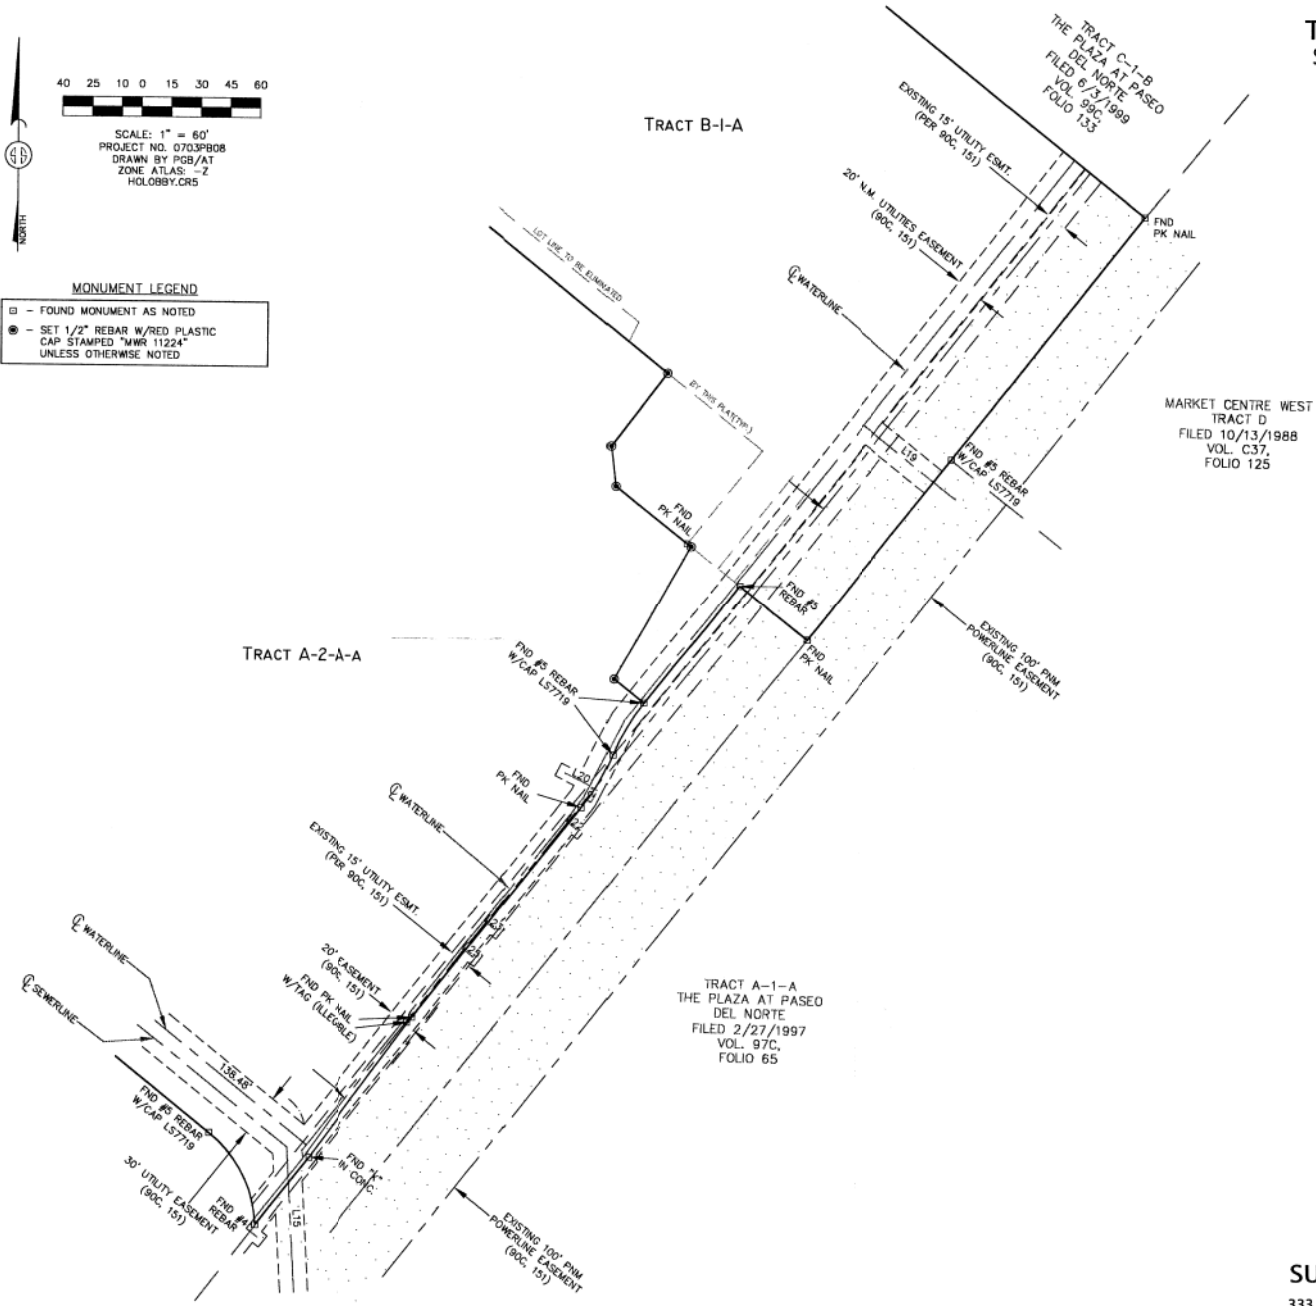 40 25 10 0 15 30 45 60
SCALE: 1" = 60'
PROJECT NO. 0703PB08
DRAWN BY PGB/AT
ZONE ATLAS: -Z
HOLOBBY.CR5
NORTH
MONUMENT LEGEND
- FOUND MONUMENT AS NOTED
- SET 1/2" REBAR W/RED PLASTIC
CAP STAMPED "MWR 11224"
UNLESS OTHERWISE NOTED
TRACT B-1-A
TRACT C-1-B
THE PLAZA AT PASEO
DEL NORTE
FILED 6/3/1999
VOL. 99C,
FOLIO 133
EXISTING 15' UTILITY ESMT.
(PER 90C, 151)
20' N.M. UTILITIES EASEMENT
(90C, 151)
℄ WATERLINE
FND
PK NAIL
LOT LINE TO BE ELIMINATED
BY THIS PLAT(TYP.)
MARKET CENTRE WEST
TRACT D
FILED 10/13/1988
VOL. C37,
FOLIO 125
L19
FND #5 REBAR
W/CAP LS7719
FND
PK NAIL
FND #5
REBAR
FND
PK NAIL
EXISTING 100' PNM
POWERLINE EASEMENT
(90C, 151)
TRACT A-2-A-A
FND #5 REBAR
W/CAP LS7719
L20
FND
PK NAIL
℄ WATERLINE
EXISTING 15' UTILITY ESMT.
(PER 90C, 151)
20' EASEMENT
(90C, 151)
FND PK NAIL
W/TAG (ILLEGIBLE)
℄ WATERLINE
℄ SEWERLINE
138.48'
FND #5 REBAR
W/CAP LS7719
30' UTILITY EASEMENT
(90C, 151)
FND #4
REBAR
L15
FND "X"
IN CONC.
TRACT A-1-A
THE PLAZA AT PASEO
DEL NORTE
FILED 2/27/1997
VOL. 97C,
FOLIO 65
EXISTING 100' PNM
POWERLINE EASEMENT
(90C, 151)
SU
333